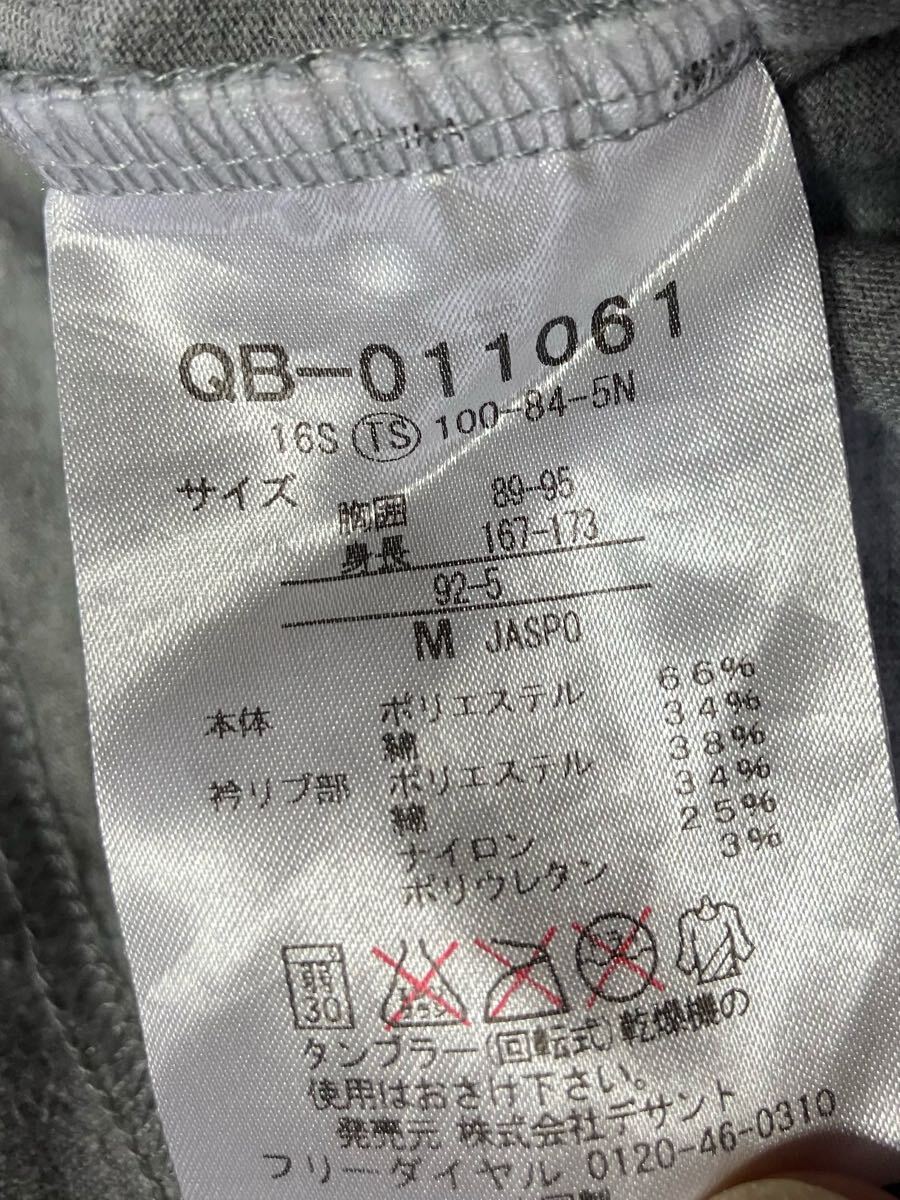 QB-011061
16S TS 100-84-5N
サイズ 胸囲 89-95
身長 167-173
92-5
M JASPO
本体 ポリエステル 66%
綿 34%
衿リブ部 ポリエステル 38%
綿 34%
ナイロン 25%
ポリウレタン 3%
弱
30
タンブラー(回転式)乾燥機の
使用はおさけ下さい。
発売元 株式会社デサント
フリーダイヤル 0120-46-0310